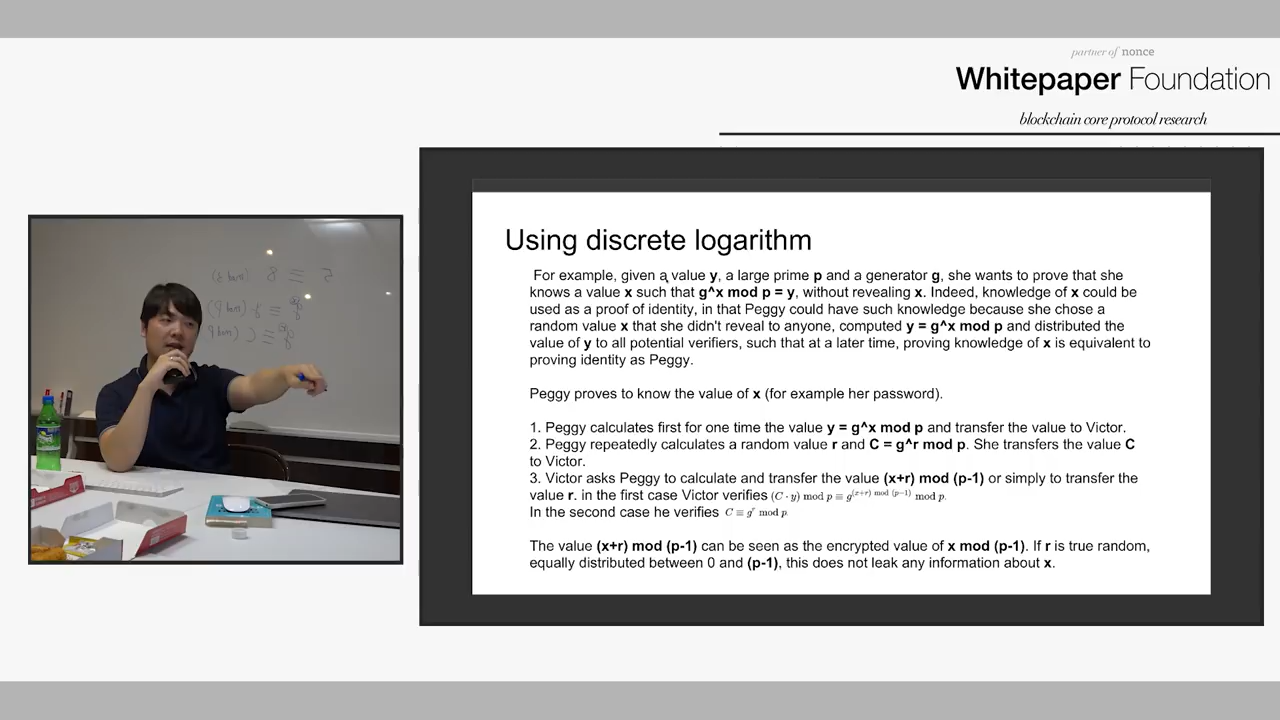 partner of nonce
Whitepaper Foundation
blockchain core protocol research
Using discrete logarithm
For example, given a value y, a large prime p and a generator g, she wants to prove that she
knows a value x such that g^x mod p = y, without revealing x. Indeed, knowledge of x could be
used as a proof of identity, in that Peggy could have such knowledge because she chose a
random value x that she didn't reveal to anyone, computed y = g^x mod p and distributed the
value of y to all potential verifiers, such that at a later time, proving knowledge of x is equivalent to
proving identity as Peggy.
Peggy proves to know the value of x (for example her password).
1. Peggy calculates first for one time the value y = g^x mod p and transfer the value to Victor.
2. Peggy repeatedly calculates a random value r and C = g^r mod p. She transfers the value C
to Victor.
3. Victor asks Peggy to calculate and transfer the value (x+r) mod (p-1) or simply to transfer the
value r. in the first case Victor verifies (C · y) mod p ≡ g^(x+r) mod (p−1) mod p.
In the second case he verifies C ≡ g^r mod p.
The value (x+r) mod (p-1) can be seen as the encrypted value of x mod (p-1). If r is true random,
equally distributed between 0 and (p-1), this does not leak any information about x.